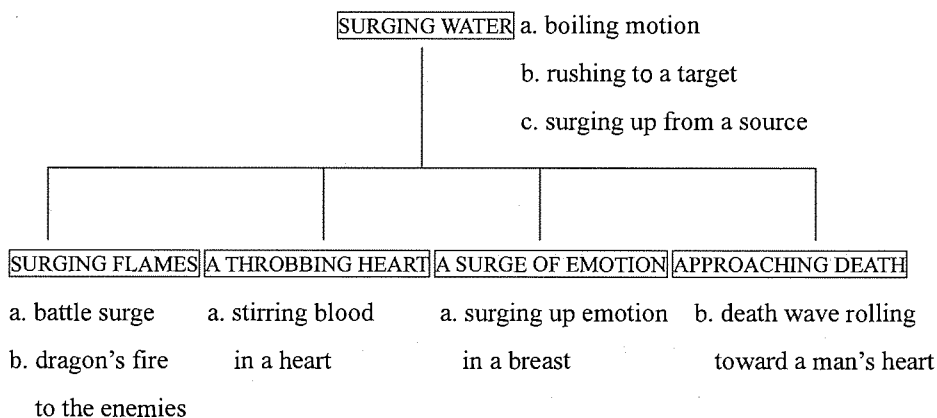 SURGING WATER a. boiling motion
b. rushing to a target
c. surging up from a source
SURGING FLAMES A THROBBING HEART A SURGE OF EMOTION APPROACHING DEATH
a. battle surge a. stirring blood a. surging up emotion b. death wave rolling
b. dragon's fire in a heart in a breast toward a man's heart
to the enemies